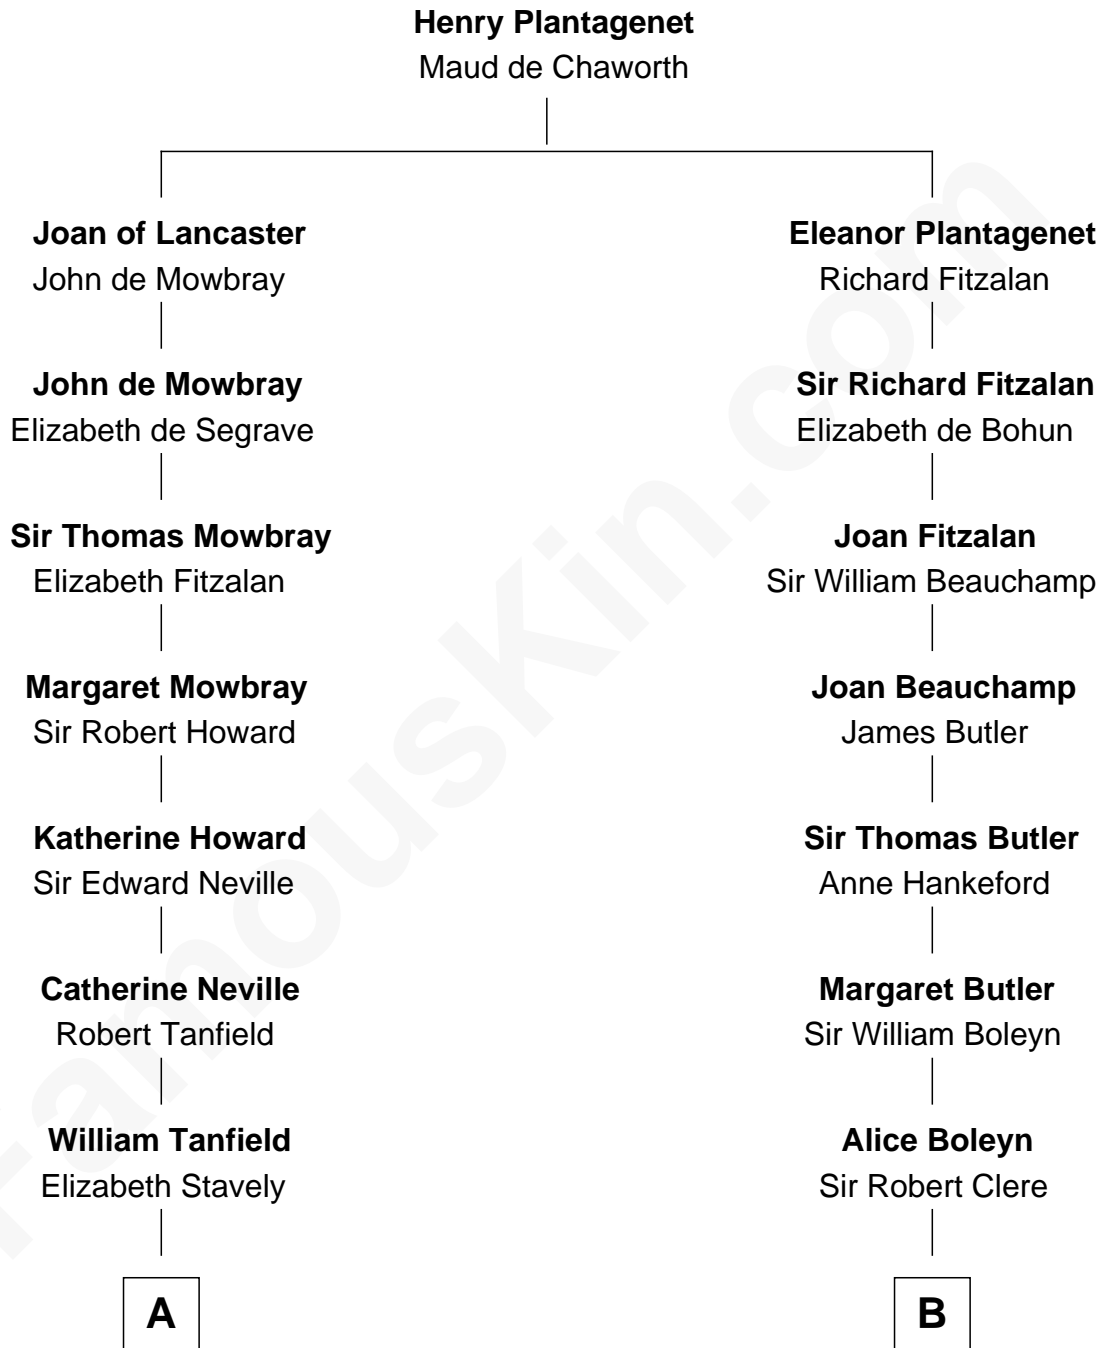 Henry Plantagenet
Maud de Chaworth
Joan of Lancaster
John de Mowbray
Eleanor Plantagenet
Richard Fitzalan
John de Mowbray
Elizabeth de Segrave
Sir Richard Fitzalan
Elizabeth de Bohun
Sir Thomas Mowbray
Elizabeth Fitzalan
Joan Fitzalan
Sir William Beauchamp
Margaret Mowbray
Sir Robert Howard
Joan Beauchamp
James Butler
Katherine Howard
Sir Edward Neville
Sir Thomas Butler
Anne Hankeford
Catherine Neville
Robert Tanfield
Margaret Butler
Sir William Boleyn
William Tanfield
Elizabeth Stavely
Alice Boleyn
Sir Robert Clere
A
B
FamousKin.com